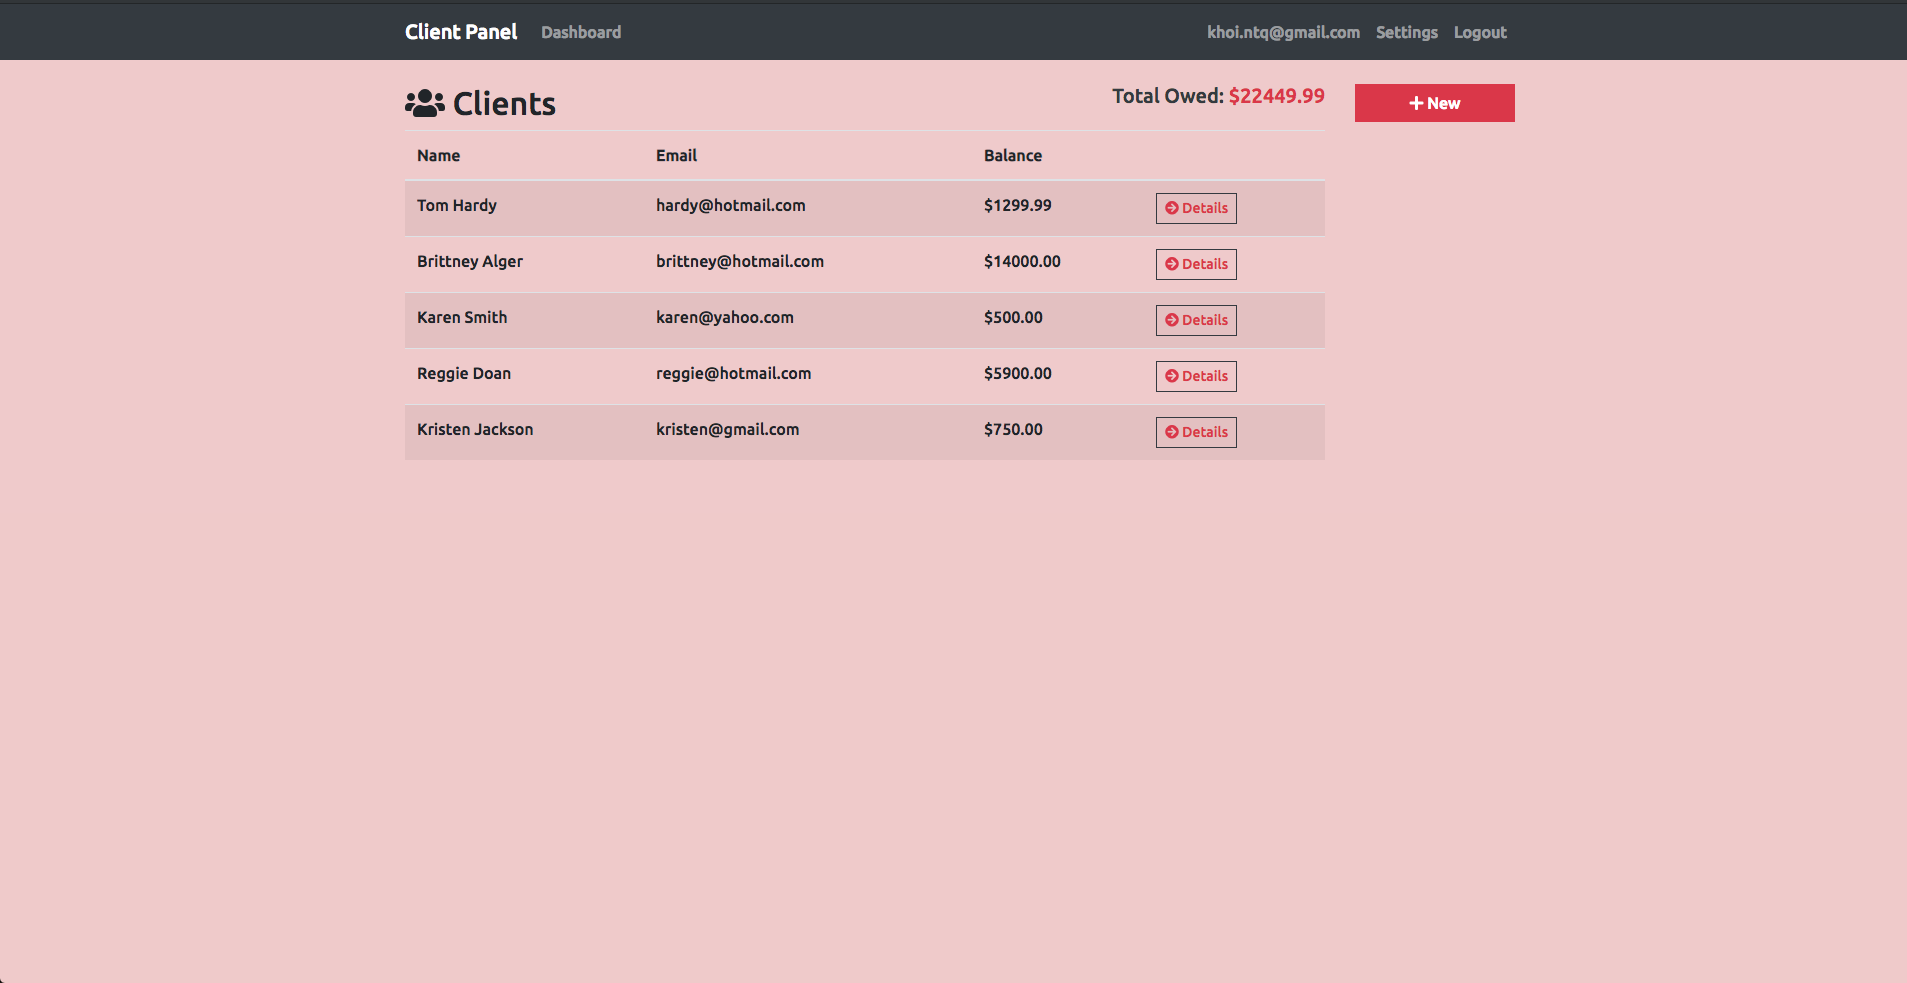 Client Panel Dashboard khoi.ntq@gmail.com Settings Logout
Clients Total Owed: $22449.99 New
Name Email Balance
Tom Hardy hardy@hotmail.com $1299.99 Details
Brittney Alger brittney@hotmail.com $14000.00 Details
Karen Smith karen@yahoo.com $500.00 Details
Reggie Doan reggie@hotmail.com $5900.00 Details
Kristen Jackson kristen@gmail.com $750.00 Details